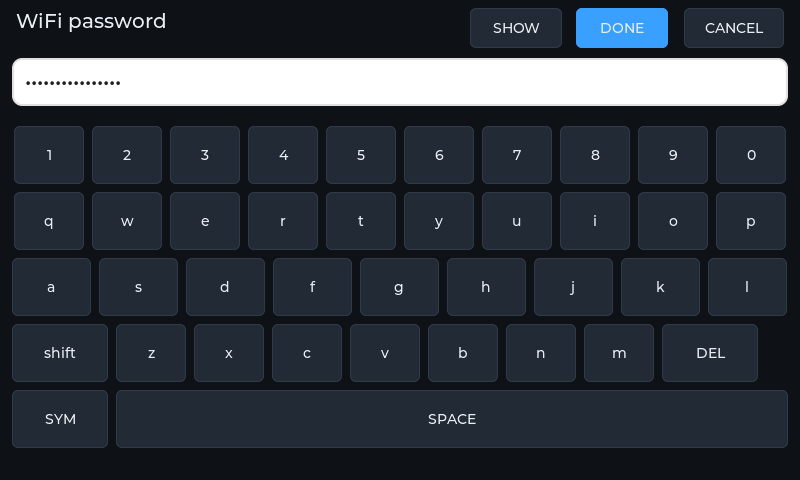 WiFi password SHOW DONE CANCEL
••••••••••••••••
1 2 3 4 5 6 7 8 9 0
q w e r t y u i o p
a s d f g h j k l
shift z x c v b n m DEL
SYM SPACE